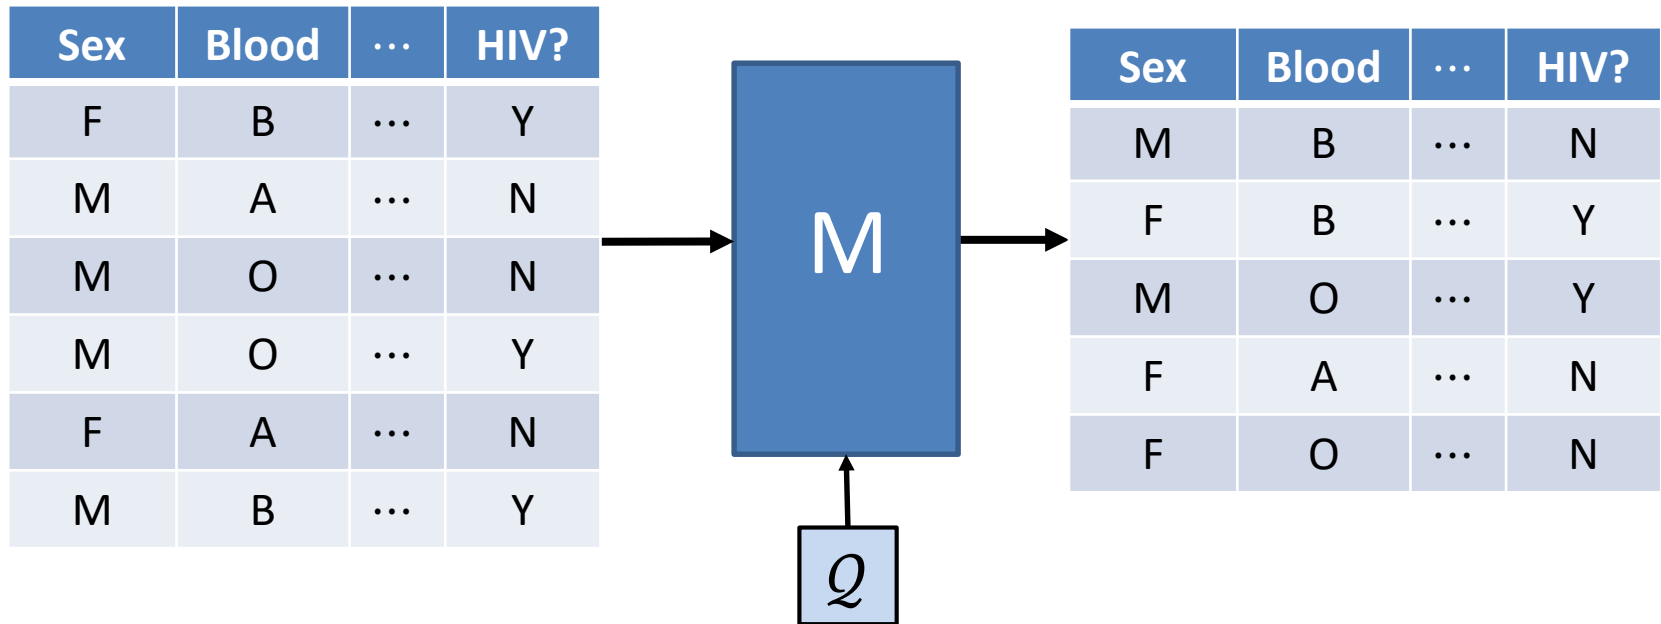 Sex Blood ... HIV?
F B ... Y
M A ... N
M O ... N
M O ... Y
F A ... N
M B ... Y
M
Q
Sex Blood ... HIV?
M B ... N
F B ... Y
M O ... Y
F A ... N
F O ... N